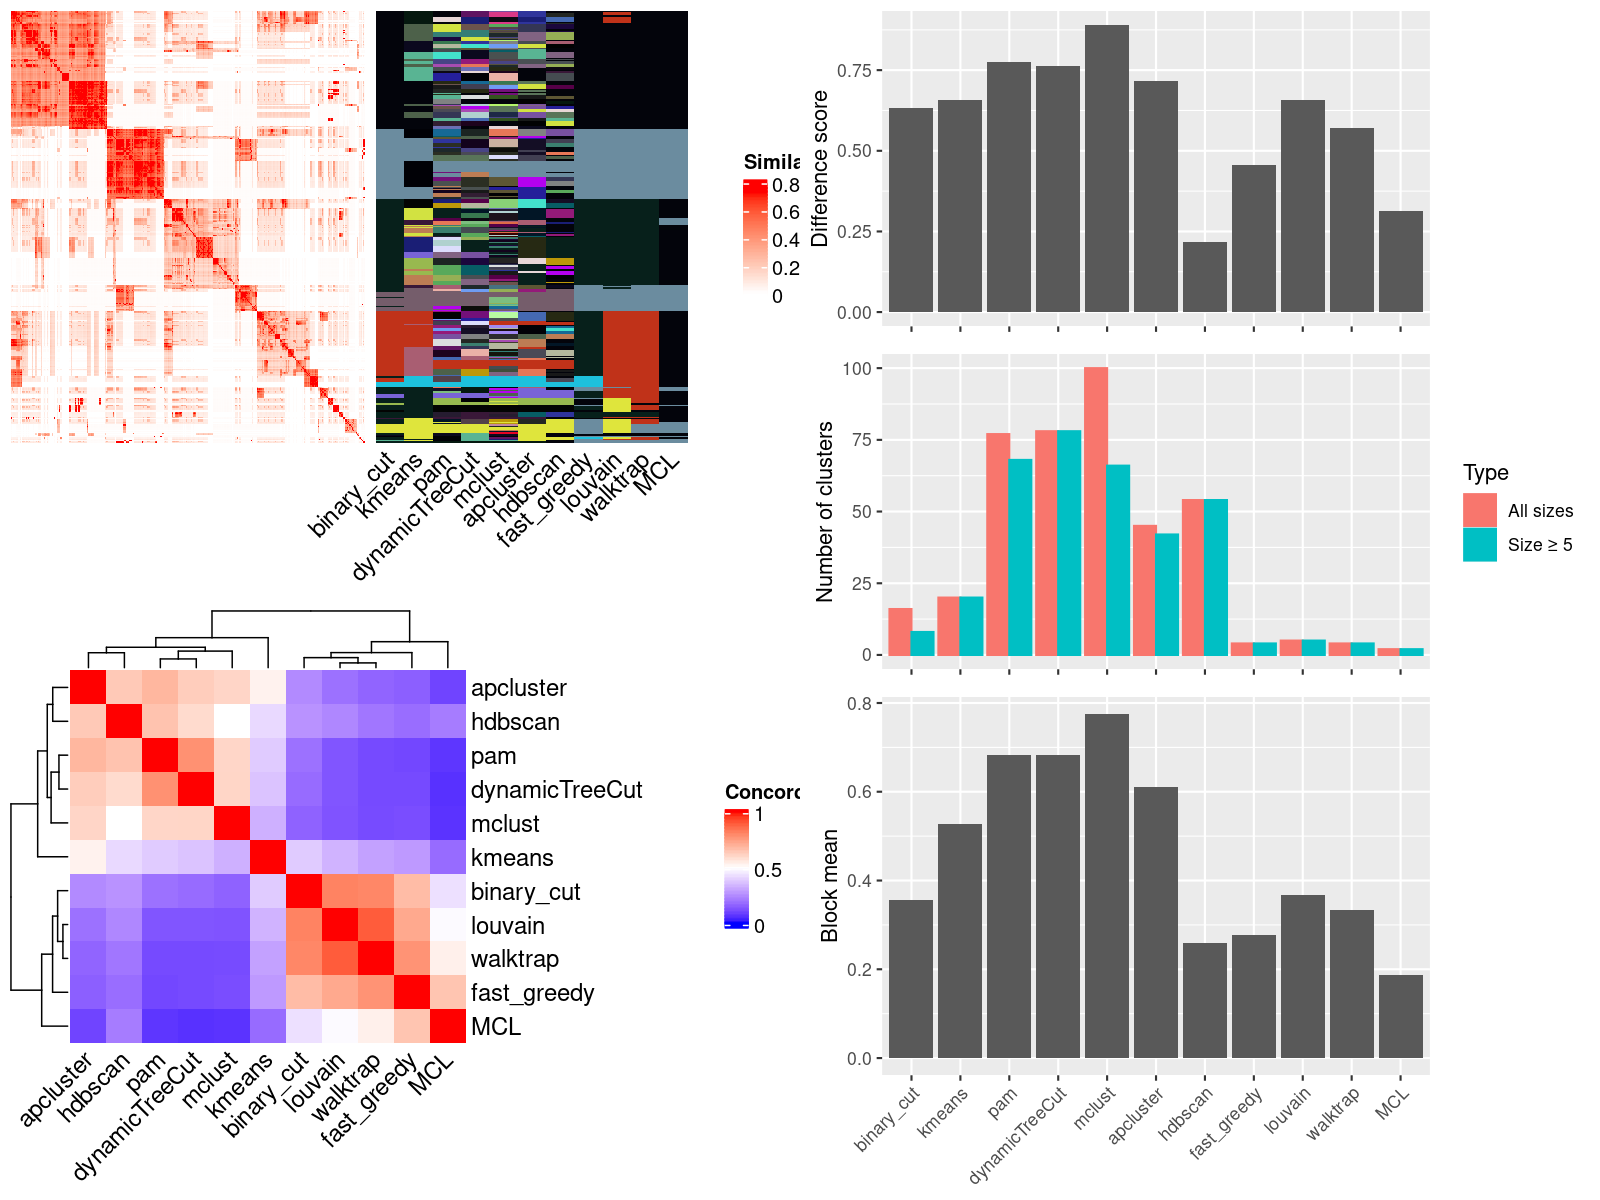 Simila
0.8
0.6
0.4
0.2
0
binary_cut
kmeans
pam
dynamicTreeCut
mclust
apcluster
hdbscan
fast_greedy
louvain
walktrap
MCL
apcluster
hdbscan
pam
dynamicTreeCut
mclust
kmeans
binary_cut
louvain
walktrap
fast_greedy
MCL
apcluster
hdbscan
pam
dynamicTreeCut
mclust
kmeans
binary_cut
louvain
walktrap
fast_greedy
MCL
Concord
1
0.5
0
Difference score
0.75
0.50
0.25
0.00
Number of clusters
100
75
50
25
0
Type
All sizes
Size ≥ 5
Block mean
0.8
0.6
0.4
0.2
0.0
binary_cut
kmeans
pam
dynamicTreeCut
mclust
apcluster
hdbscan
fast_greedy
louvain
walktrap
MCL